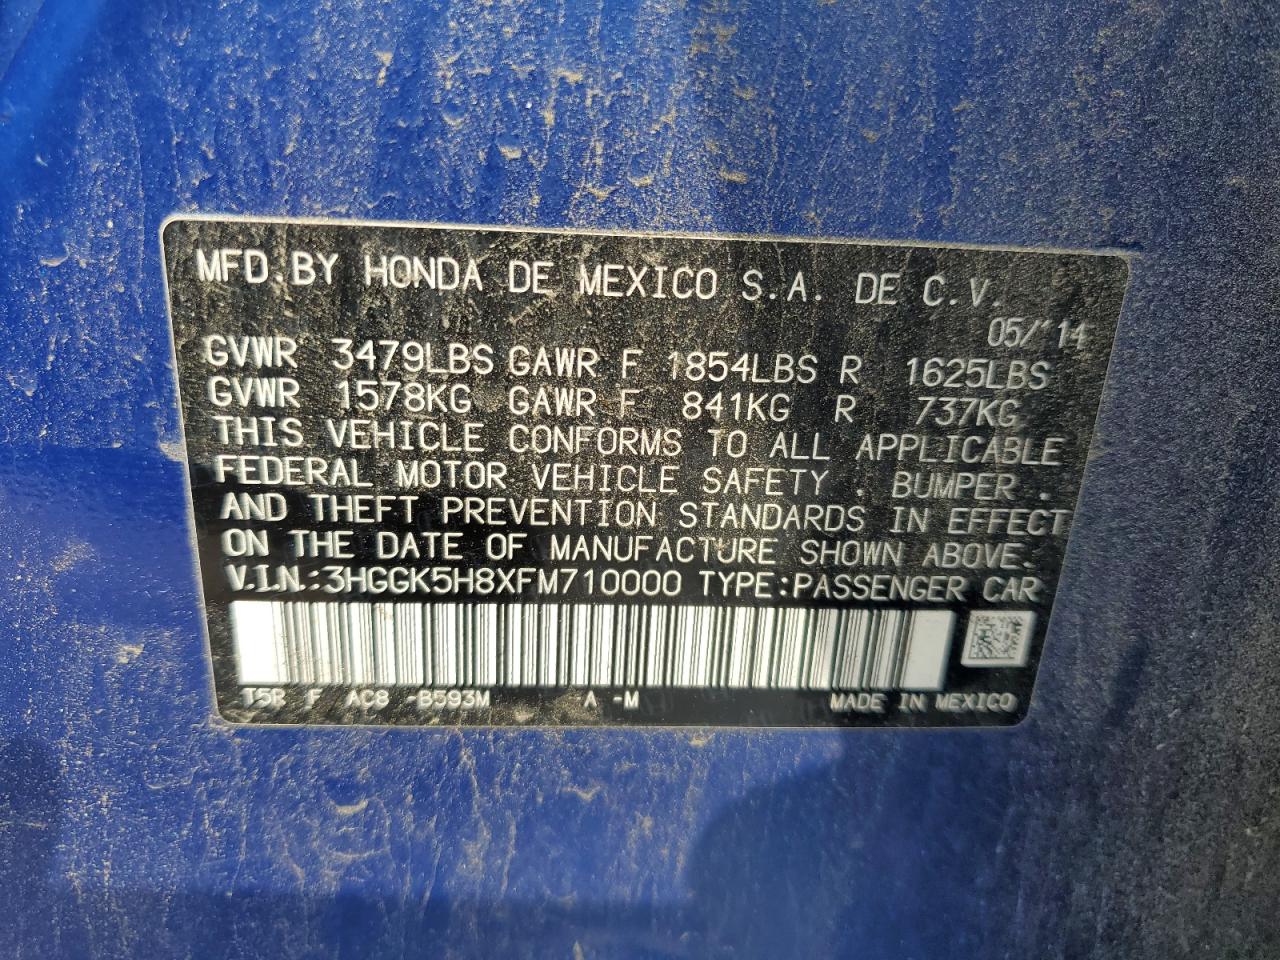 MFD.BY HONDA DE MEXICO S.A. DE C.V.
05/'14
GVWR 3479LBS GAWR F 1854LBS R 1625LBS
GVWR 1578KG GAWR F 841KG R 737KG
THIS VEHICLE CONFORMS TO ALL APPLICABLE
FEDERAL MOTOR VEHICLE SAFETY , BUMPER ,
AND THEFT PREVENTION STANDARDS IN EFFECT
ON THE DATE OF MANUFACTURE SHOWN ABOVE.
V.I.N.:3HGGK5H8XFM710000 TYPE:PASSENGER CAR
T5R F AC8 -B593M A -M MADE IN MEXICO